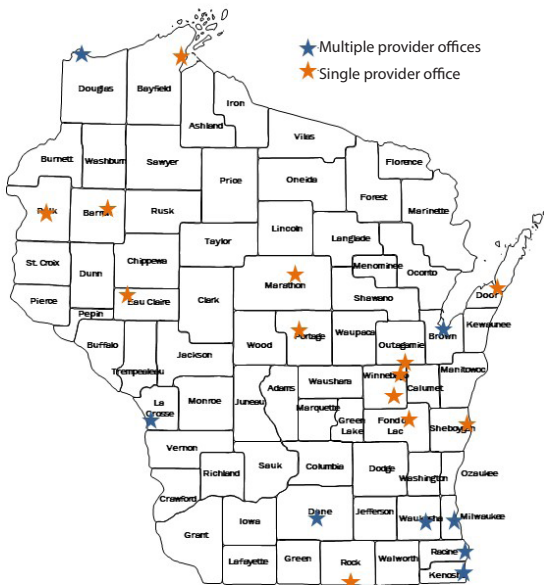 Multiple provider offices
Single provider office
Douglas
Bayfield
Iron
Ashland
Vilas
Burnett
Washburn
Sawyer
Florence
Price
Oneida
Forest
Polk
Barron
Rusk
Marinette
Lincoln
Langlade
Taylor
Oconto
St. Croix
Chippewa
Menominee
Dunn
Marathon
Door
Pierce
Eau Claire
Clark
Shawano
Pepin
Kewaunee
Buffalo
Wood
Portage
Waupaca
Outagamie
Brown
Jackson
Trempealeau
Manitowoc
Winnebago
Calumet
Adams
Waushara
La
Crosse
Monroe
Juneau
Marquette
Green
Lake
Fond du
Lac
Sheboygan
Vernon
Sauk
Columbia
Dodge
Richland
Washington
Ozaukee
Crawford
Dane
Jefferson
Waukesha
Milwaukee
Iowa
Grant
Racine
Lafayette
Green
Rock
Walworth
Kenosha